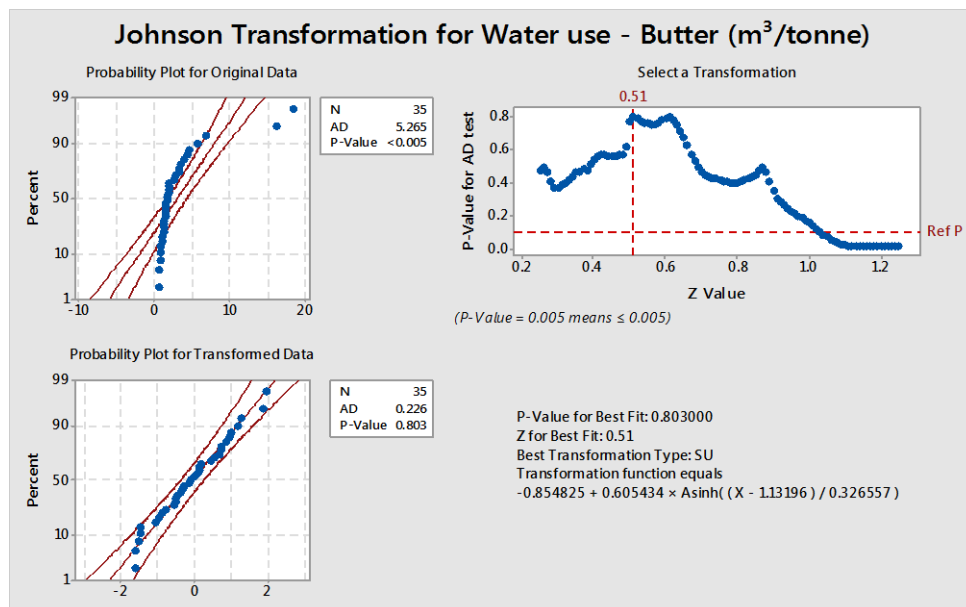 Johnson Transformation for Water use - Butter (m³/tonne)
Probability Plot for Original Data
99
90
50
10
1
Percent
-10
0
10
20
N 35
AD 5.265
P-Value <0.005
Select a Transformation
0.51
0.8
0.6
0.4
0.2
0.0
P-Value for AD test
Ref P
0.2
0.4
0.6
0.8
1.0
1.2
Z Value
(P-Value = 0.005 means ≤ 0.005)
Probability Plot for Transformed Data
99
90
50
10
1
Percent
-2
0
2
N 35
AD 0.226
P-Value 0.803
P-Value for Best Fit: 0.803000
Z for Best Fit: 0.51
Best Transformation Type: SU
Transformation function equals
-0.854825 + 0.605434 × Asinh( ( X - 1.13196 ) / 0.326557 )